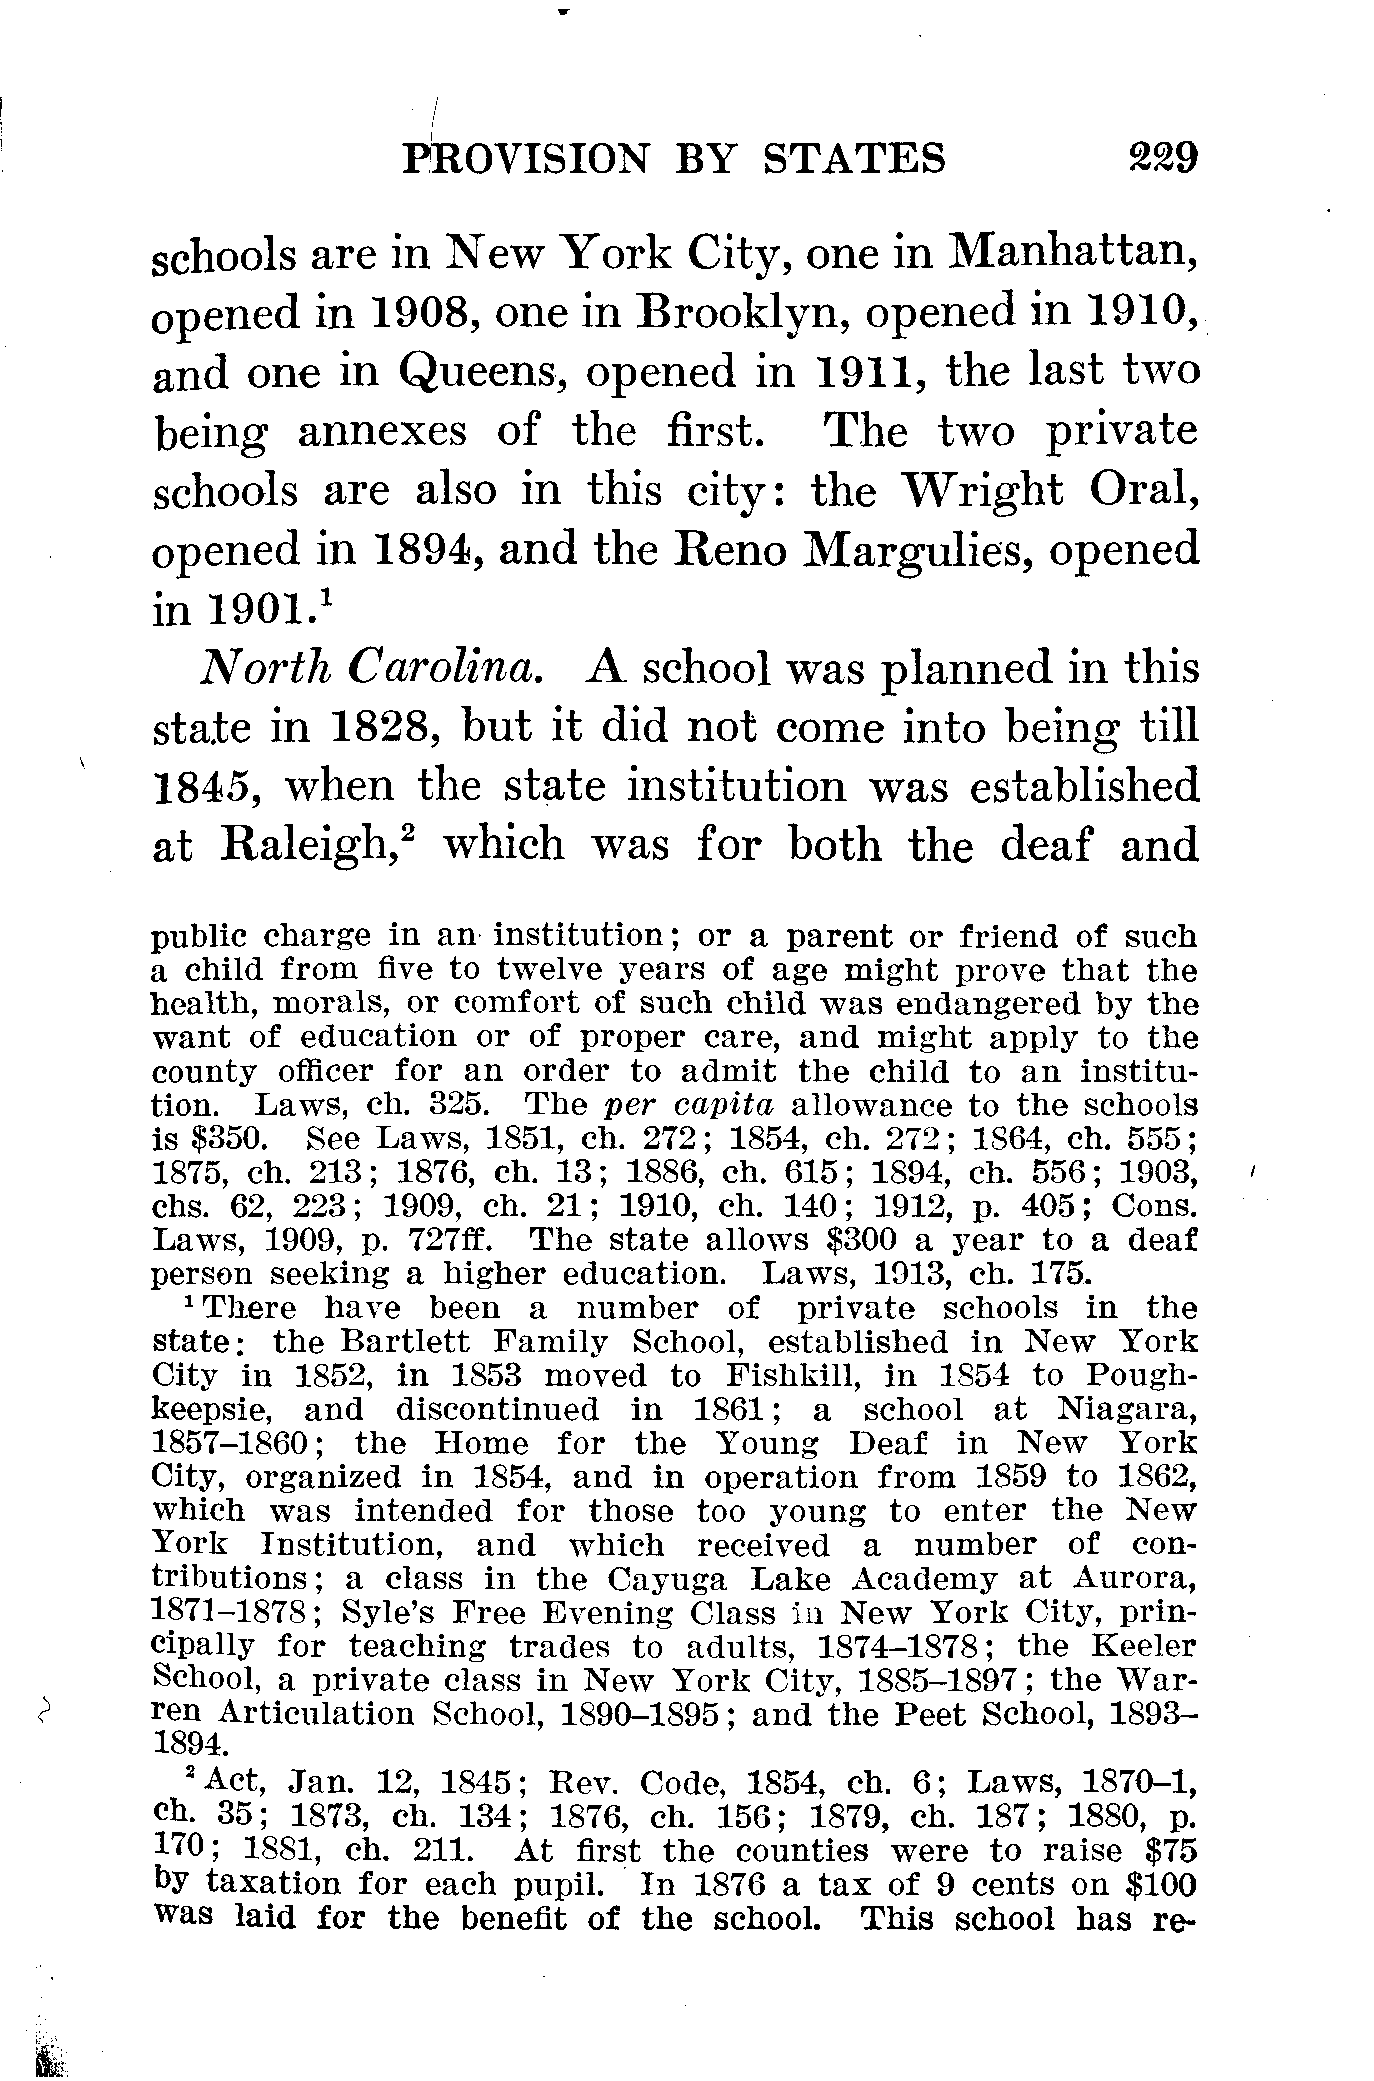 PROVISION BY STATES 229
schools are in New York City, one in Manhattan,
opened in 1908, one in Brooklyn, opened in 1910,
and one in Queens, opened in 1911, the last two
being annexes of the first. The two private
schools are also in this city: the Wright Oral,
opened in 1894, and the Reno Margulies, opened
in 1901.¹
North Carolina. A school was planned in this
state in 1828, but it did not come into being till
1845, when the state institution was established
at Raleigh,² which was for both the deaf and
public charge in an institution; or a parent or friend of such
a child from five to twelve years of age might prove that the
health, morals, or comfort of such child was endangered by the
want of education or of proper care, and might apply to the
county officer for an order to admit the child to an institu-
tion. Laws, ch. 325. The per capita allowance to the schools
is $350. See Laws, 1851, ch. 272; 1854, ch. 272; 1864, ch. 555;
1875, ch. 213; 1876, ch. 13; 1886, ch. 615; 1894, ch. 556; 1903,
chs. 62, 223; 1909, ch. 21; 1910, ch. 140; 1912, p. 405; Cons.
Laws, 1909, p. 727ff. The state allows $300 a year to a deaf
person seeking a higher education. Laws, 1913, ch. 175.
¹ There have been a number of private schools in the
state: the Bartlett Family School, established in New York
City in 1852, in 1853 moved to Fishkill, in 1854 to Pough-
keepsie, and discontinued in 1861; a school at Niagara,
1857–1860; the Home for the Young Deaf in New York
City, organized in 1854, and in operation from 1859 to 1862,
which was intended for those too young to enter the New
York Institution, and which received a number of con-
tributions; a class in the Cayuga Lake Academy at Aurora,
1871–1878; Syle's Free Evening Class in New York City, prin-
cipally for teaching trades to adults, 1874–1878; the Keeler
School, a private class in New York City, 1885–1897; the War-
ren Articulation School, 1890–1895; and the Peet School, 1893–
1894.
² Act, Jan. 12, 1845; Rev. Code, 1854, ch. 6; Laws, 1870–1,
ch. 35; 1873, ch. 134; 1876, ch. 156; 1879, ch. 187; 1880, p.
170; 1881, ch. 211. At first the counties were to raise $75
by taxation for each pupil. In 1876 a tax of 9 cents on $100
was laid for the benefit of the school. This school has re-